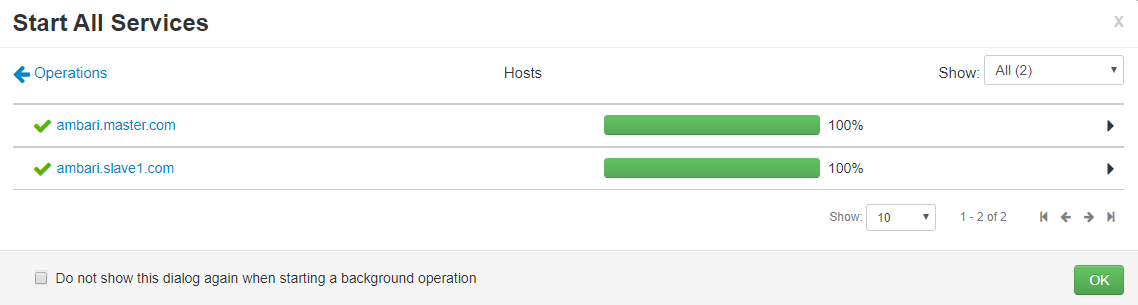 Start All Services
x
Operations Hosts Show: All (2)
ambari.master.com 100%
ambari.slave1.com 100%
Show: 10 1 - 2 of 2
Do not show this dialog again when starting a background operation OK